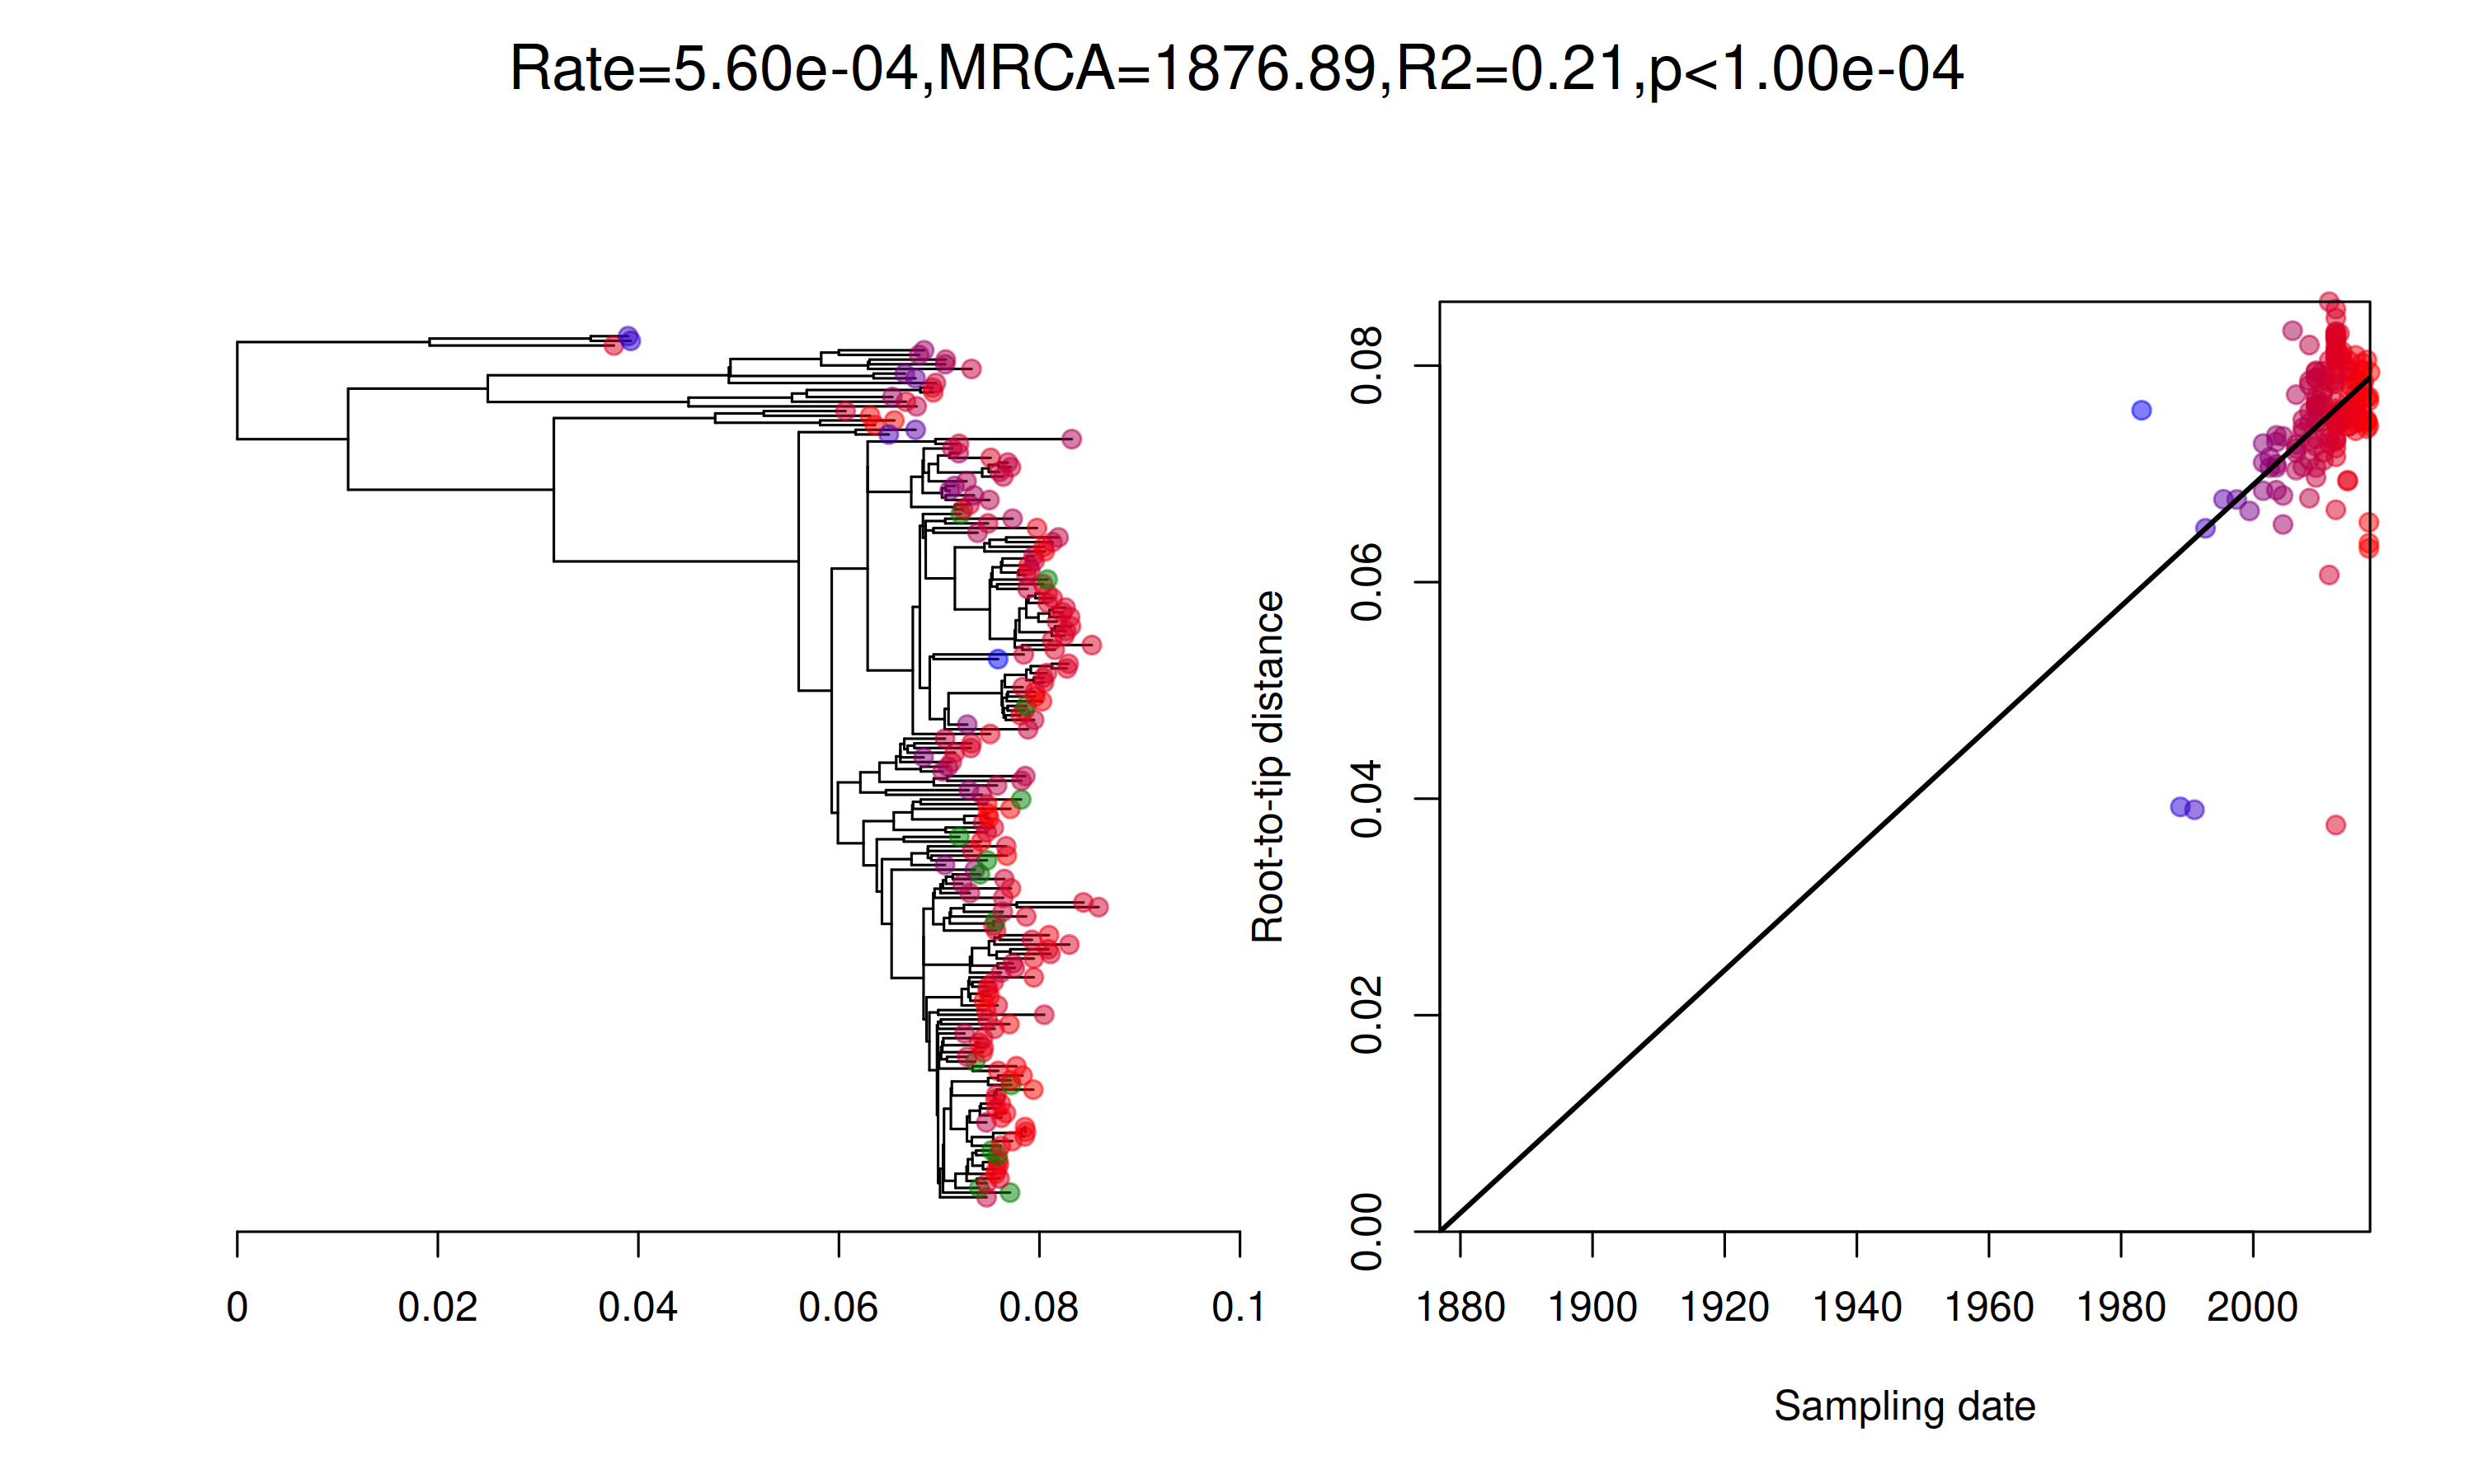 Rate=5.60e-04,MRCA=1876.89,R2=0.21,p<1.00e-04
0 0.02 0.04 0.06 0.08 0.1
Root-to-tip distance
0.00 0.02 0.04 0.06 0.08
1880 1900 1920 1940 1960 1980 2000
Sampling date